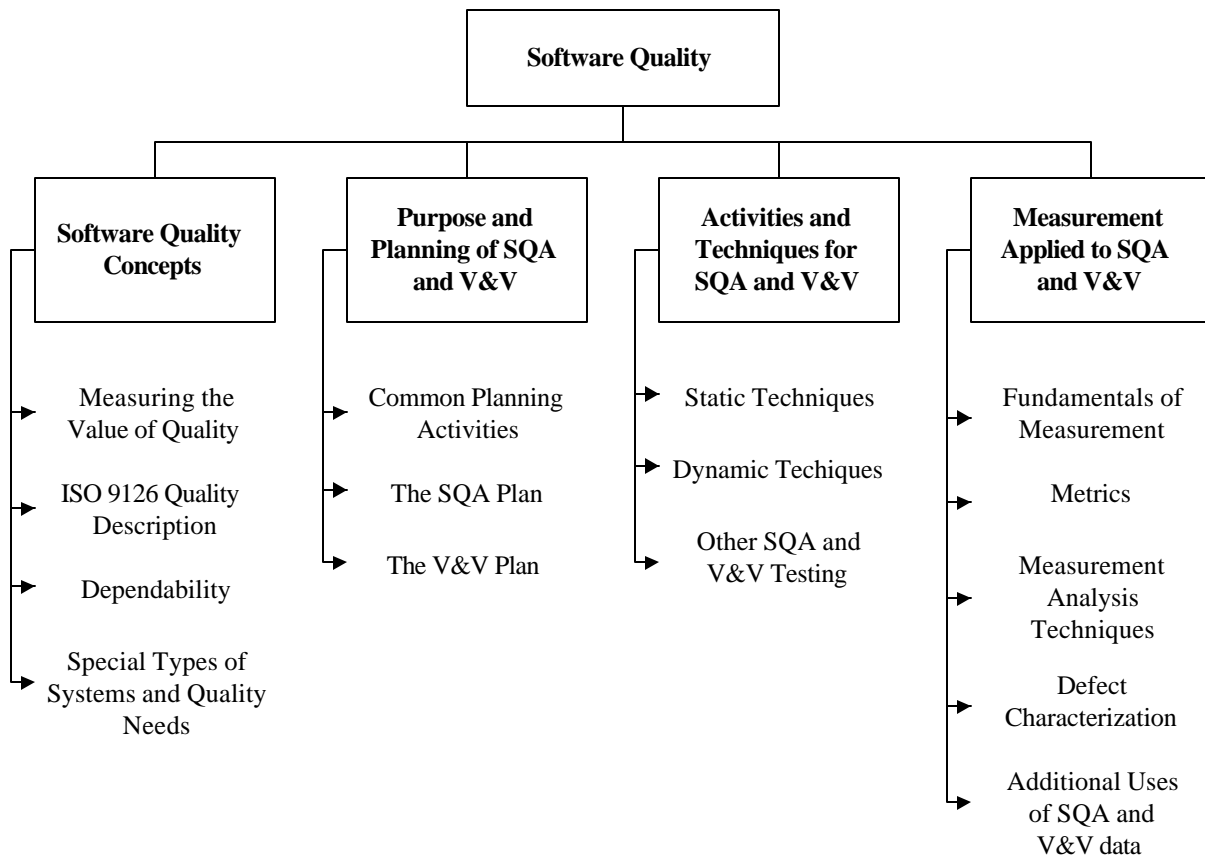 Software Quality
Software Quality
Concepts
Purpose and
Planning of SQA
and V&V
Activities and
Techniques for
SQA and V&V
Measurement
Applied to SQA
and V&V
Measuring the
Value of Quality
ISO 9126 Quality
Description
Dependability
Special Types of
Systems and Quality
Needs
Common Planning
Activities
The SQA Plan
The V&V Plan
Static Techniques
Dynamic Techiques
Other SQA and
V&V Testing
Fundamentals of
Measurement
Metrics
Measurement
Analysis
Techniques
Defect
Characterization
Additional Uses
of SQA and
V&V data